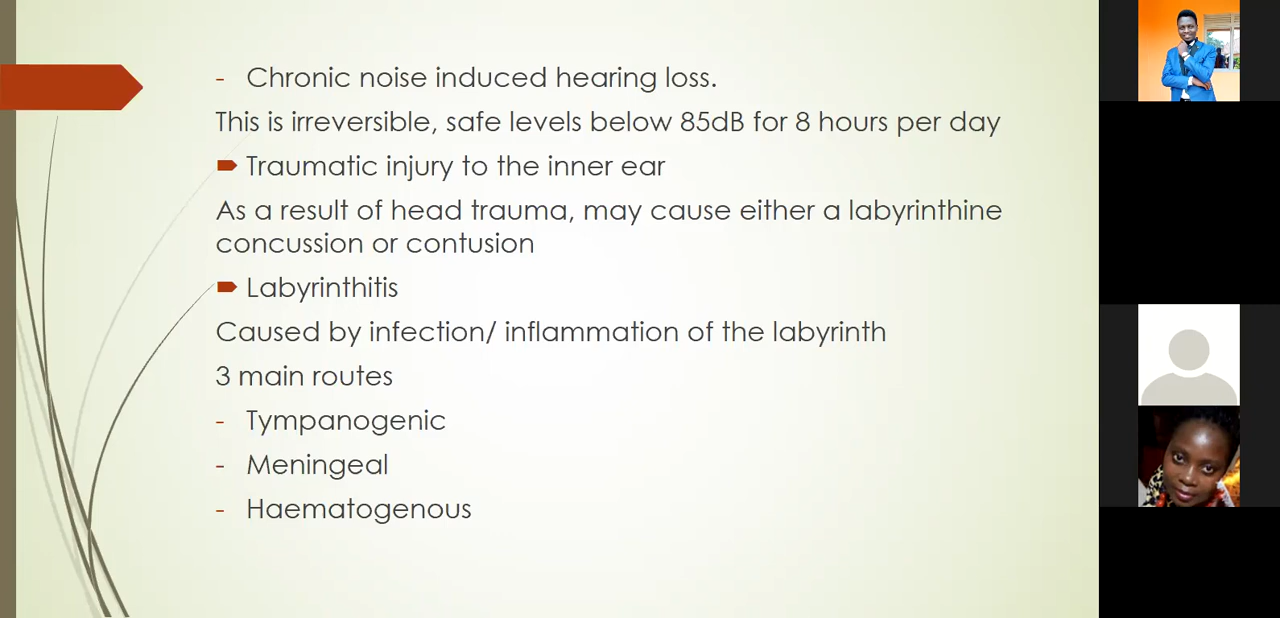 - Chronic noise induced hearing loss.
This is irreversible, safe levels below 85dB for 8 hours per day
Traumatic injury to the inner ear
As a result of head trauma, may cause either a labyrinthine
concussion or contusion
Labyrinthitis
Caused by infection/ inflammation of the labyrinth
3 main routes
- Tympanogenic
- Meningeal
- Haematogenous